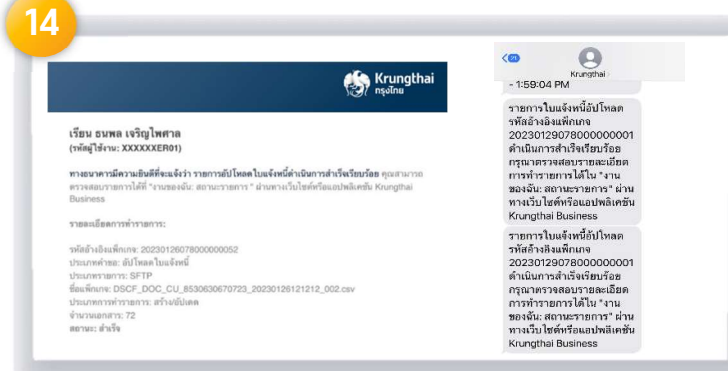 14
Krungthai
กรุงไทย
เรียน ธนพล เจริญไพศาล
(รหัสผู้ใช้งาน: XXXXXXER01)
ทางธนาคารมีความยินดีที่จะแจ้งว่า รายการอัปโหลดใบแจ้งหนี้ดำเนินการสำเร็จเรียบร้อย คุณสามารถ
ตรวจสอบรายการได้ที่ "งานของฉัน: สถานะรายการ " ผ่านทางเว็บไซต์หรือแอปพลิเคชัน Krungthai
Business
รายละเอียดการทำรายการ:
รหัสอ้างอิงแพ็กเกจ: 20230126078000000052
ประเภทคำขอ: อัปโหลดใบแจ้งหนี้
ประเภทรายการ: SFTP
ชื่อแพ็กเกจ: DSCF_DOC_CU_8530630670723_20230126121212_002.csv
ประเภทการทำรายการ: สร้าง/อัปเดต
จำนวนเอกสาร: 72
สถานะ: สำเร็จ
21
Krungthai
- 1:59:04 PM
รายการใบแจ้งหนี้อัปโหลด
รหัสอ้างอิงแพ็กเกจ
20230129078000000001
ดำเนินการสำเร็จเรียบร้อย
กรุณาตรวจสอบรายละเอียด
การทำรายการได้ใน "งาน
ของฉัน: สถานะรายการ" ผ่าน
ทางเว็บไซต์หรือแอปพลิเคชัน
Krungthai Business
รายการใบแจ้งหนี้อัปโหลด
รหัสอ้างอิงแพ็กเกจ
20230129078000000001
ดำเนินการสำเร็จเรียบร้อย
กรุณาตรวจสอบรายละเอียด
การทำรายการได้ใน "งาน
ของฉัน: สถานะรายการ" ผ่าน
ทางเว็บไซต์หรือแอปพลิเคชัน
Krungthai Business